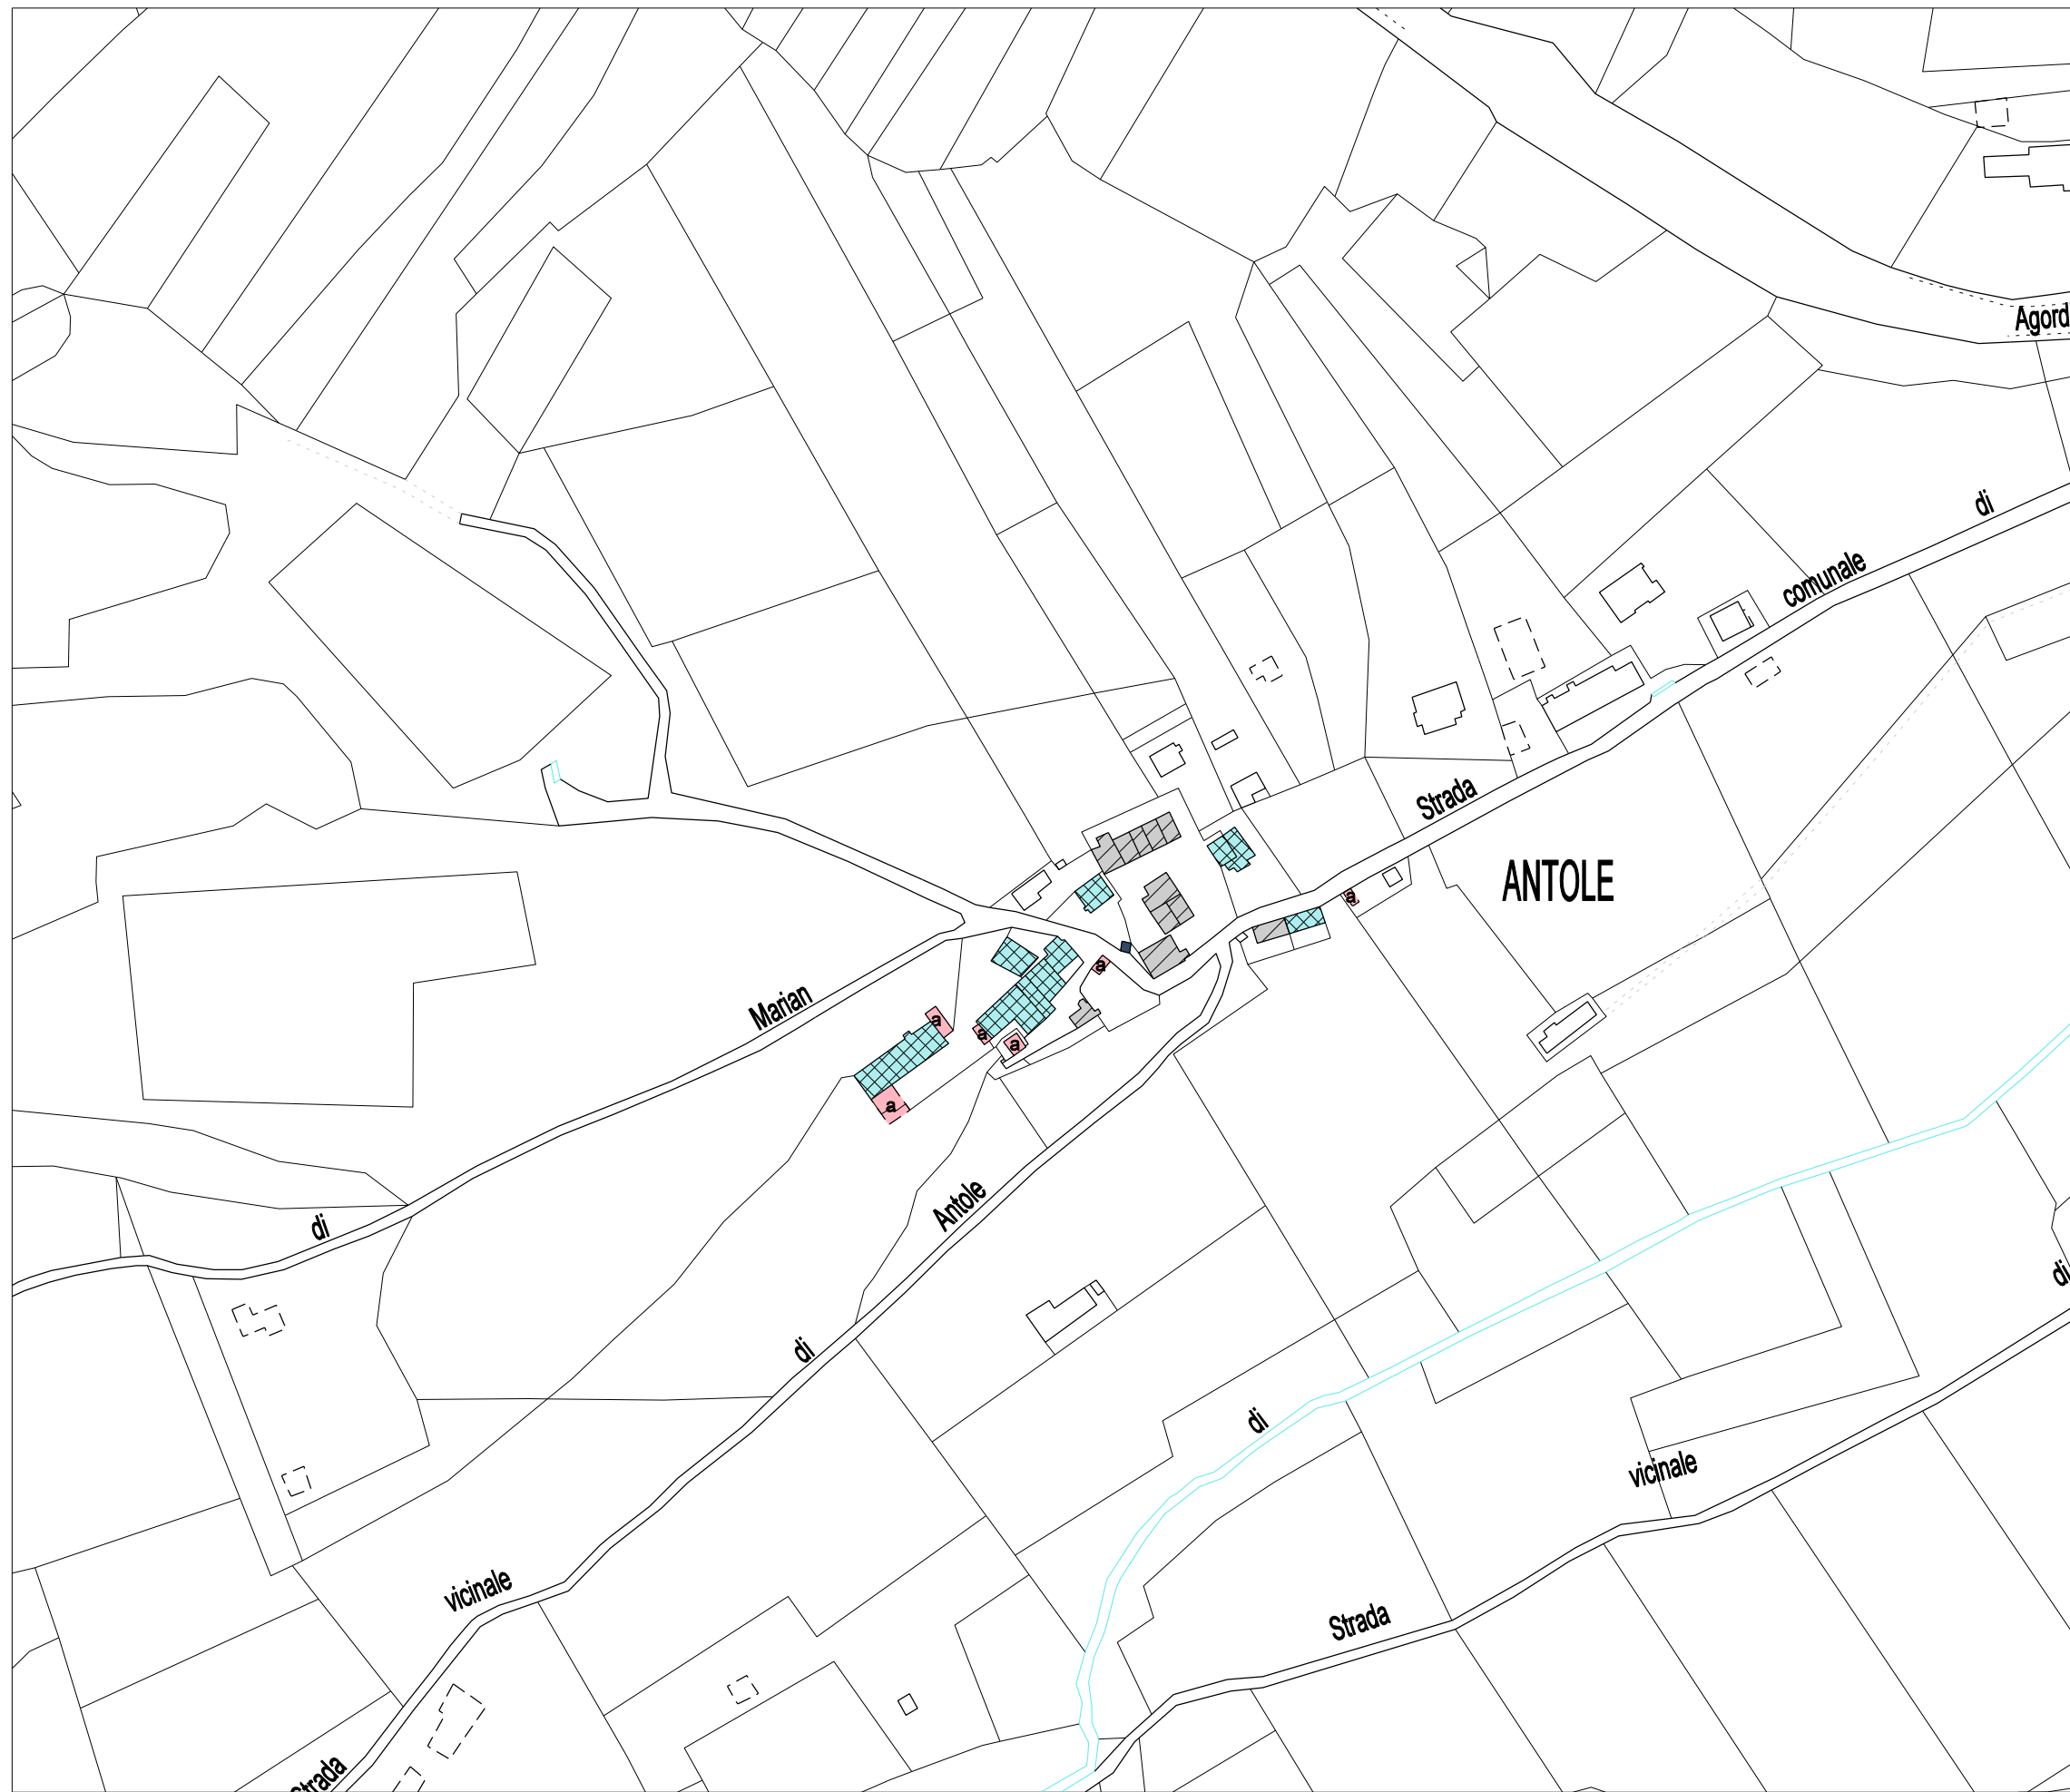 Agord
di
comunale
Strada
ANTOLE
a
a
Marian
a
a
a
a
Antole
di
di
di
di
vicinale
vicinale
Strada
Strada